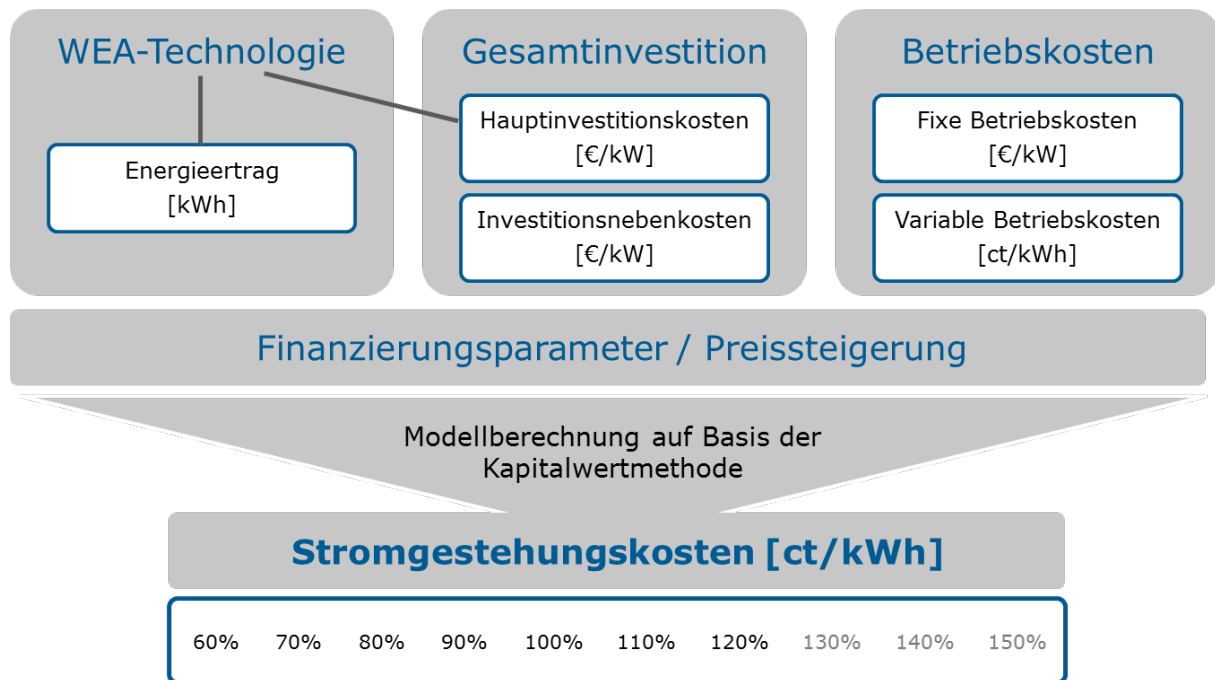 WEA-Technologie
Energieertrag
[kWh]
Gesamtinvestition
Hauptinvestitionskosten
[€/kW]
Investitionsnebenkosten
[€/kW]
Betriebskosten
Fixe Betriebskosten
[€/kW]
Variable Betriebskosten
[ct/kWh]
Finanzierungsparameter / Preissteigerung
Modellberechnung auf Basis der
Kapitalwertmethode
Stromgestehungskosten [ct/kWh]
60% 70% 80% 90% 100% 110% 120% 130% 140% 150%